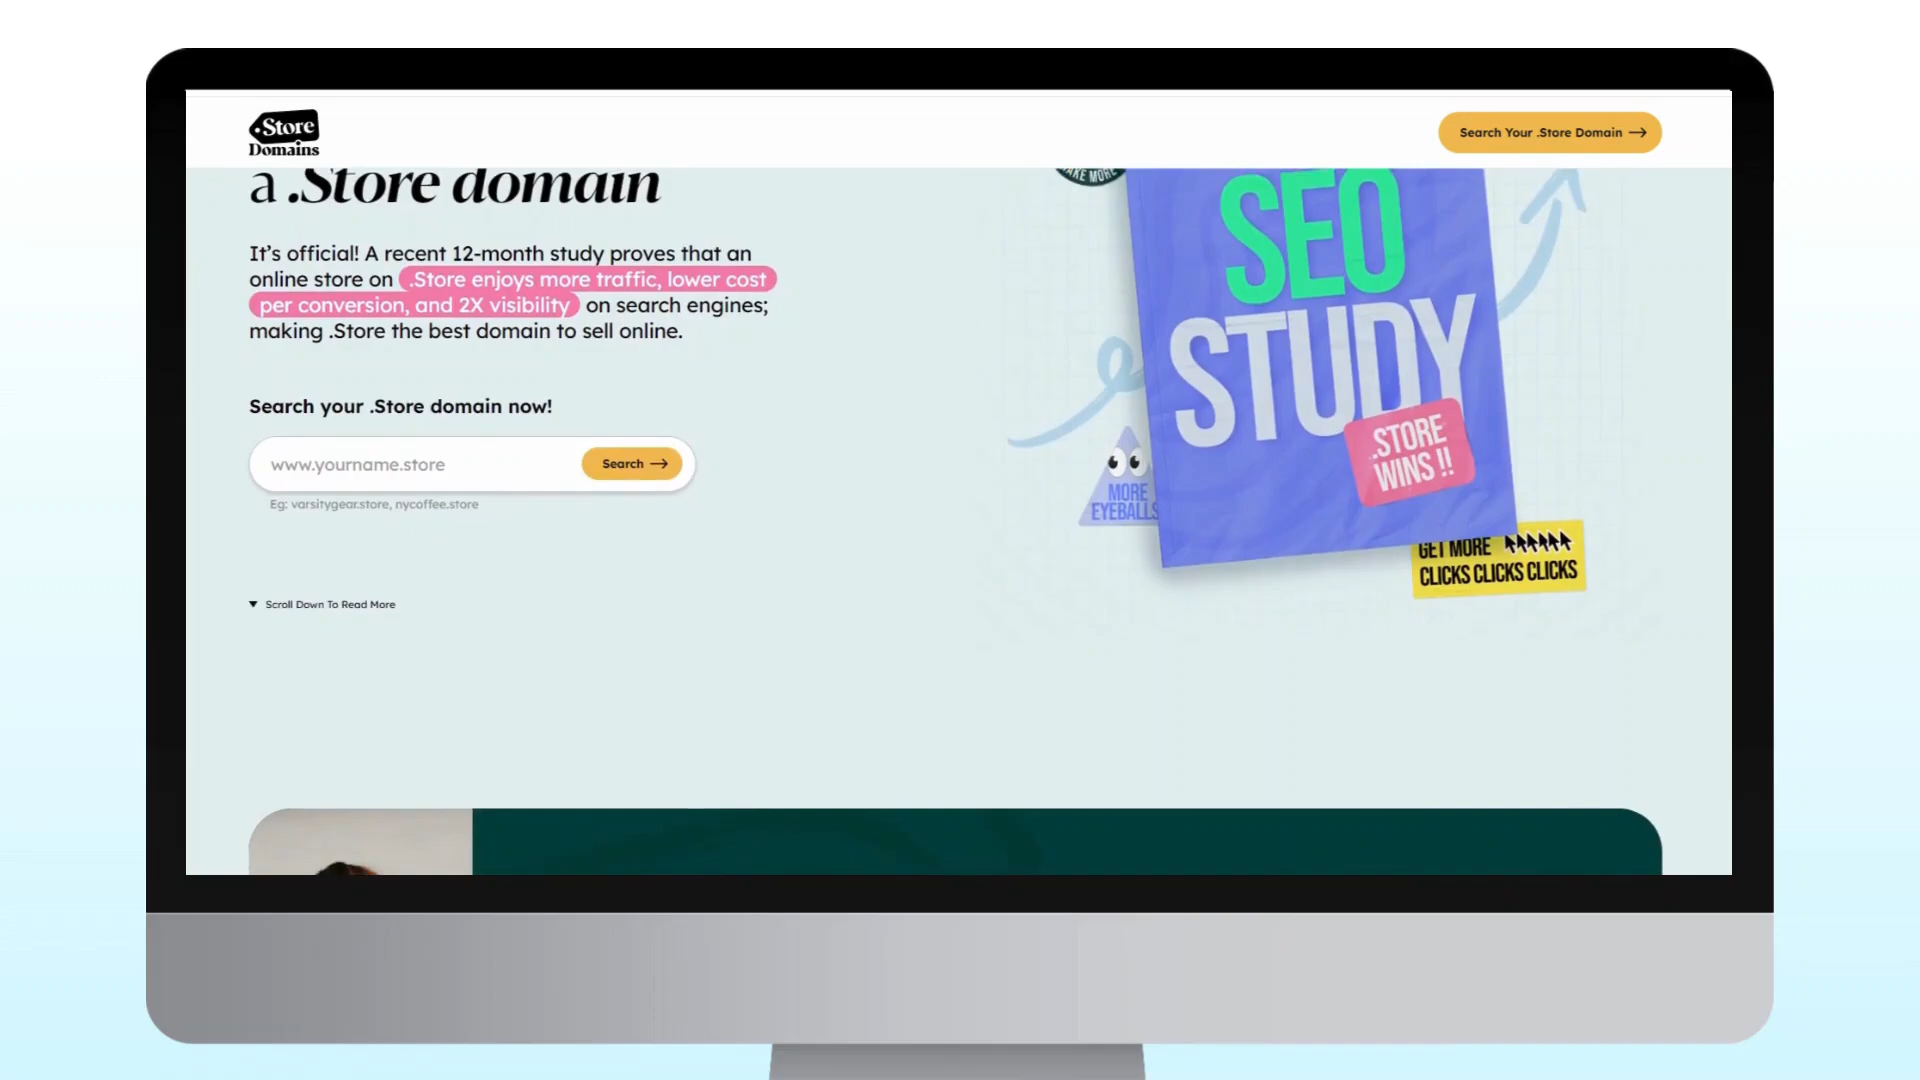 .Store
Domains
Search Your .Store Domain
a .Store domain
It's official! A recent 12-month study proves that an
online store on .Store enjoys more traffic, lower cost
per conversion, and 2X visibility on search engines;
making .Store the best domain to sell online.
Search your .Store domain now!
www.yourname.store
Search
Eg: varsitygear.store, nycoffee.store
Scroll Down To Read More
MORE
SEO
STUDY
.STORE
WINS !!
MORE
EYEBALLS
GET MORE
CLICKS CLICKS CLICKS